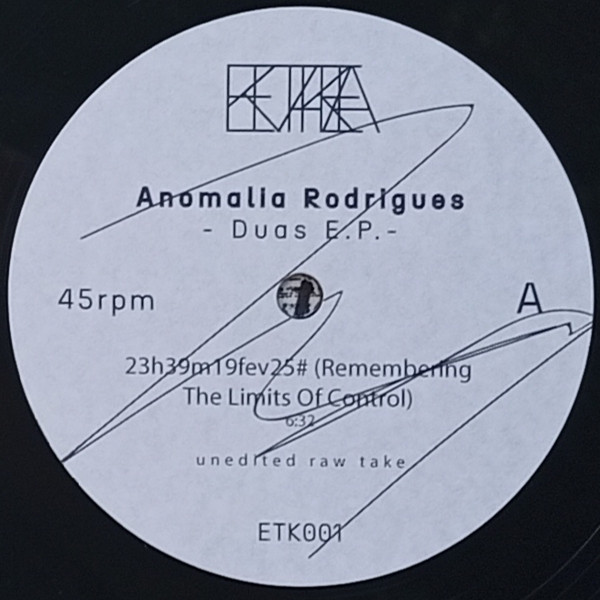 Anomalia Rodrigues
- Duas E.P.-
45rpm
A
23h39m19fev25# (Remembering
The Limits Of Control)
6:32
unedited raw take
ETK001